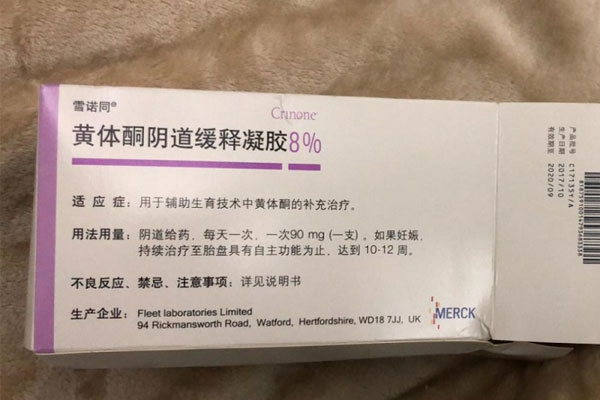 雪诺同®
Crinone
黄体酮阴道缓释凝胶8%
适 应 症：用于辅助生育技术中黄体酮的补充治疗。
用法用量：阴道给药，每天一次，一次90 mg (一支) 。如果妊娠，
持续治疗至胎盘具有自主功能为止，达到 10-12 周。
不良反应、禁忌、注意事项：详见说明书
生产企业：Fleet laboratories Limited
94 Rickmansworth Road, Watford, Hertfordshire, WD18 7JJ, UK
MERCK
产品批号 C17135Y/A
生产日期 2017/10
有效期至 2020/09